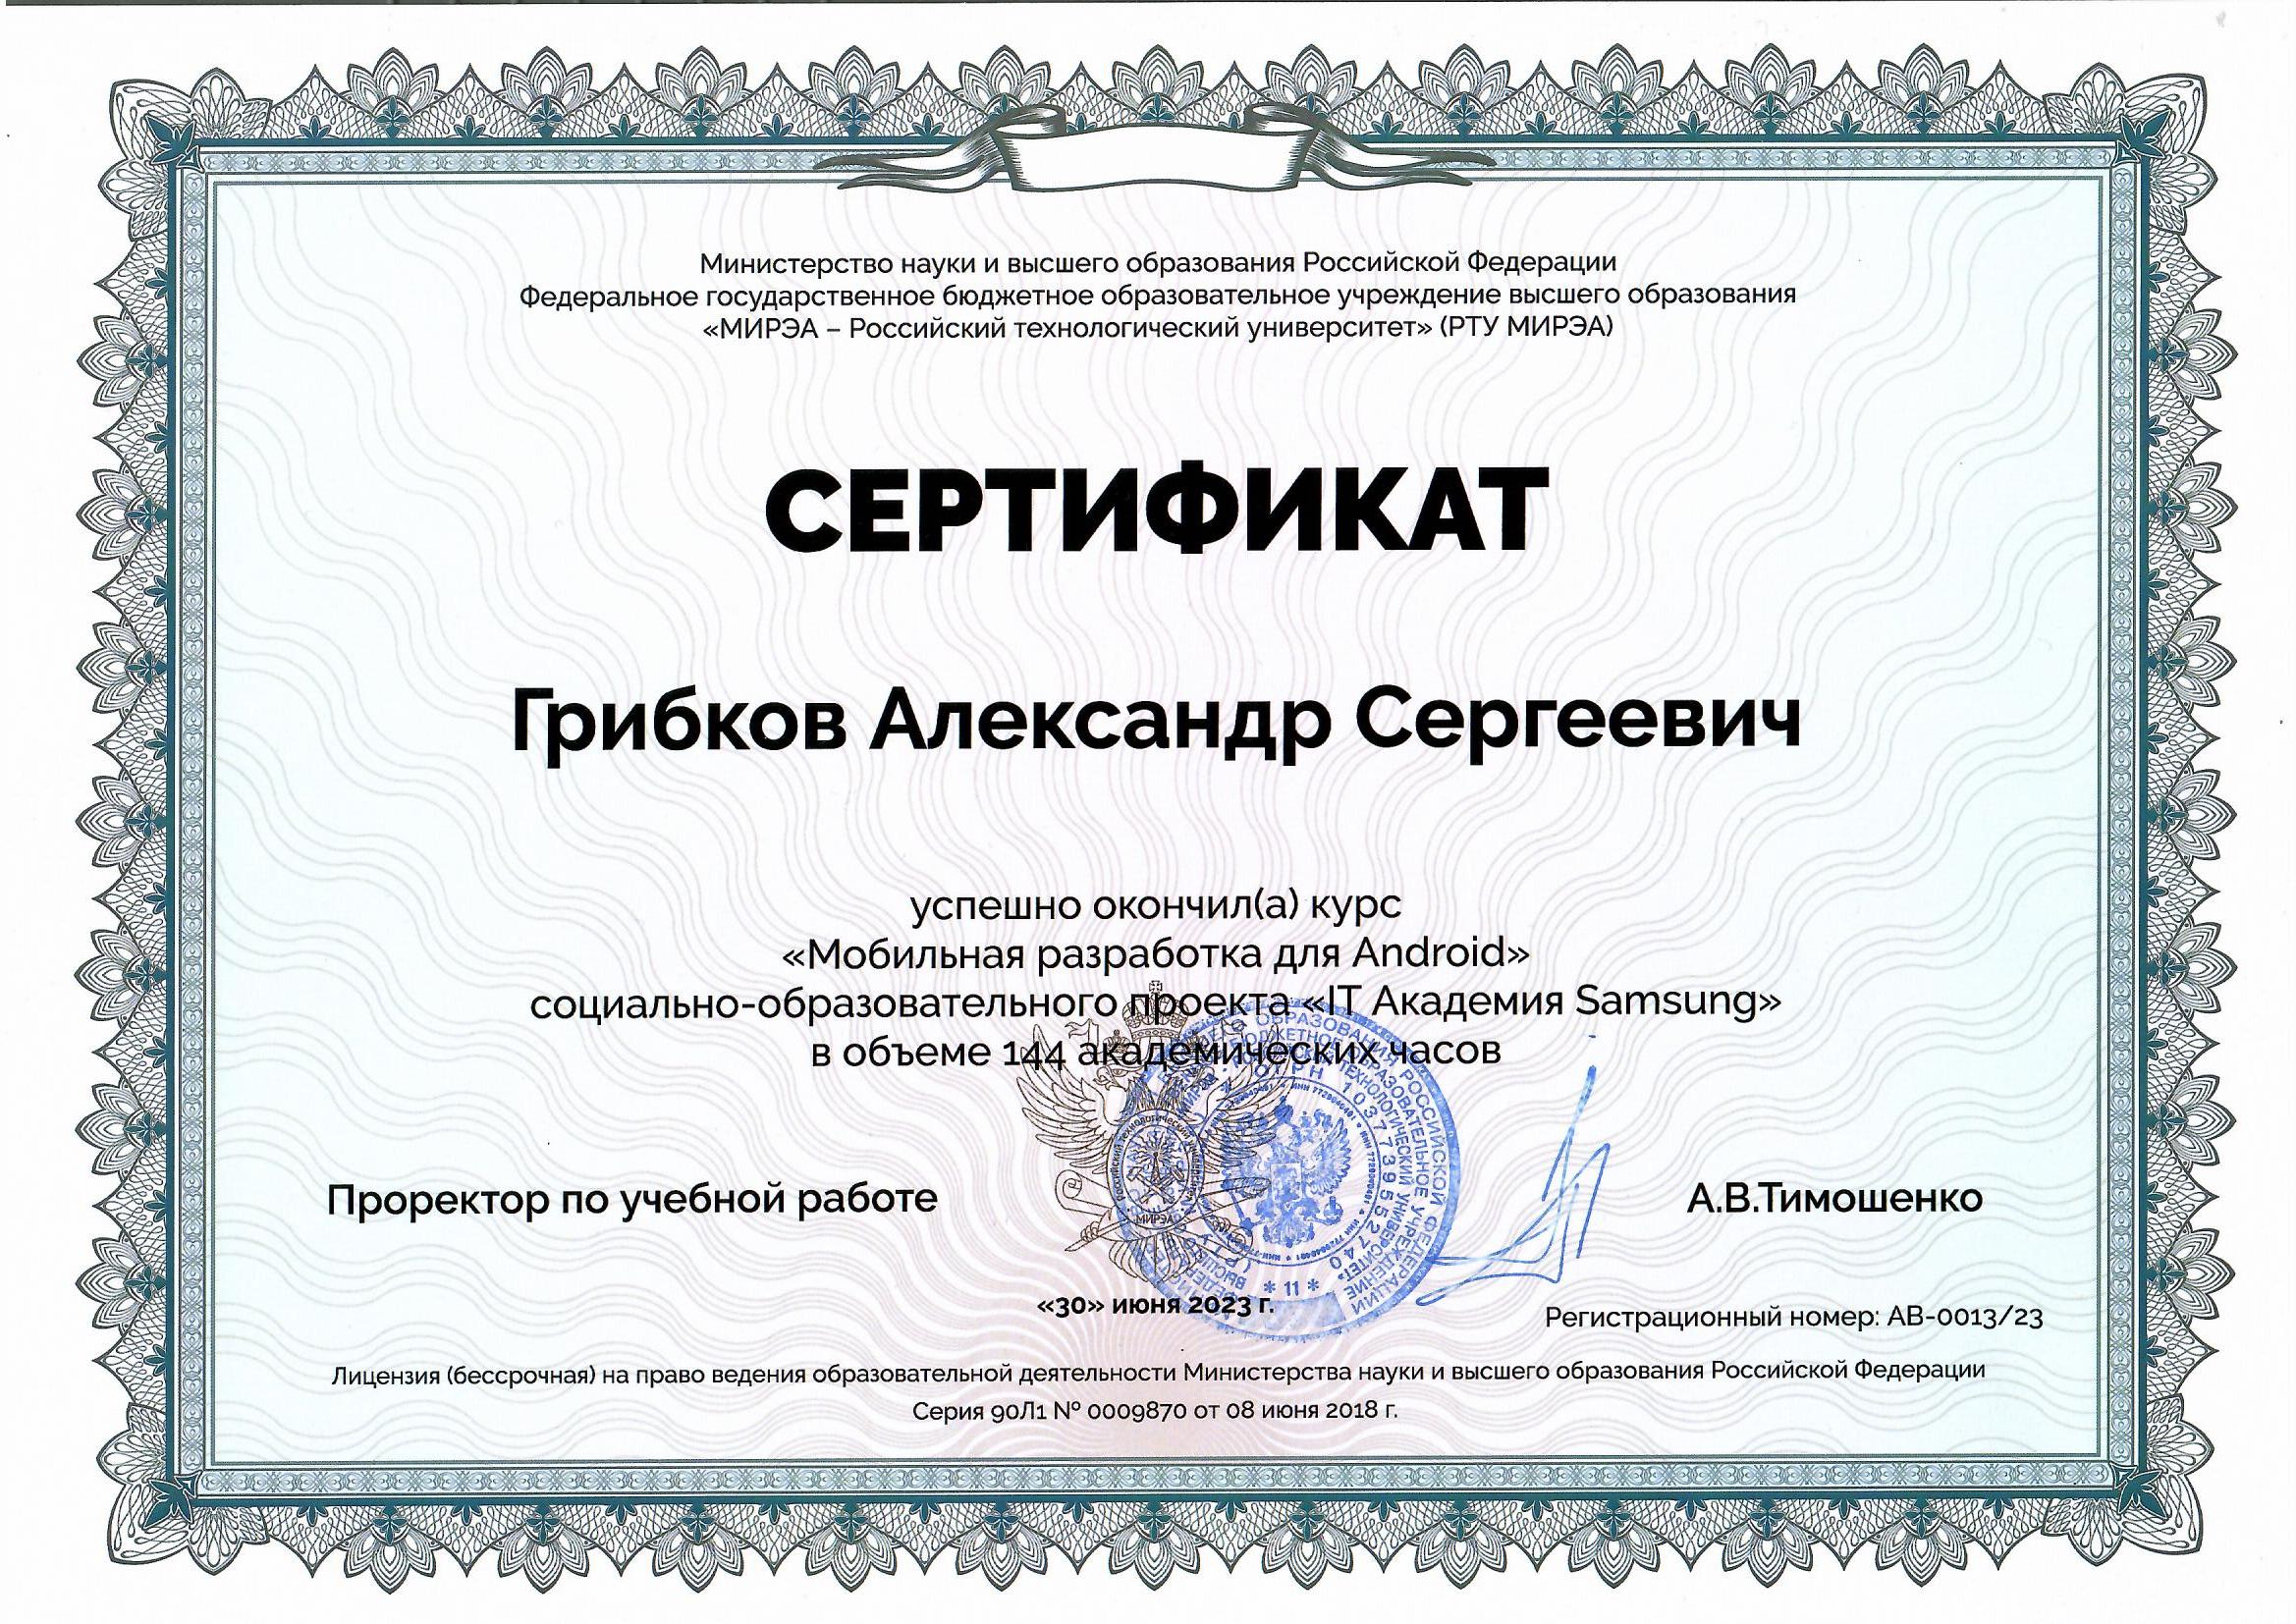 Министерство науки и высшего образования Российской Федерации
Федеральное государственное бюджетное образовательное учреждение высшего образования
«МИРЭА – Российский технологический университет» (РТУ МИРЭА)
СЕРТИФИКАТ
Грибков Александр Сергеевич
успешно окончил(а) курс
«Мобильная разработка для Android»
социально-образовательного проекта «IT Академия Samsung»
в объеме 144 академических часов
Проректор по учебной работе
А.В.Тимошенко
ОГРН 1037739552740
* 11 *
МИРЭА
«30» июня 2023 г.
Регистрационный номер: АВ-0013/23
Лицензия (бессрочная) на право ведения образовательной деятельности Министерства науки и высшего образования Российской Федерации
Серия 90Л1 № 0009870 от 08 июня 2018 г.